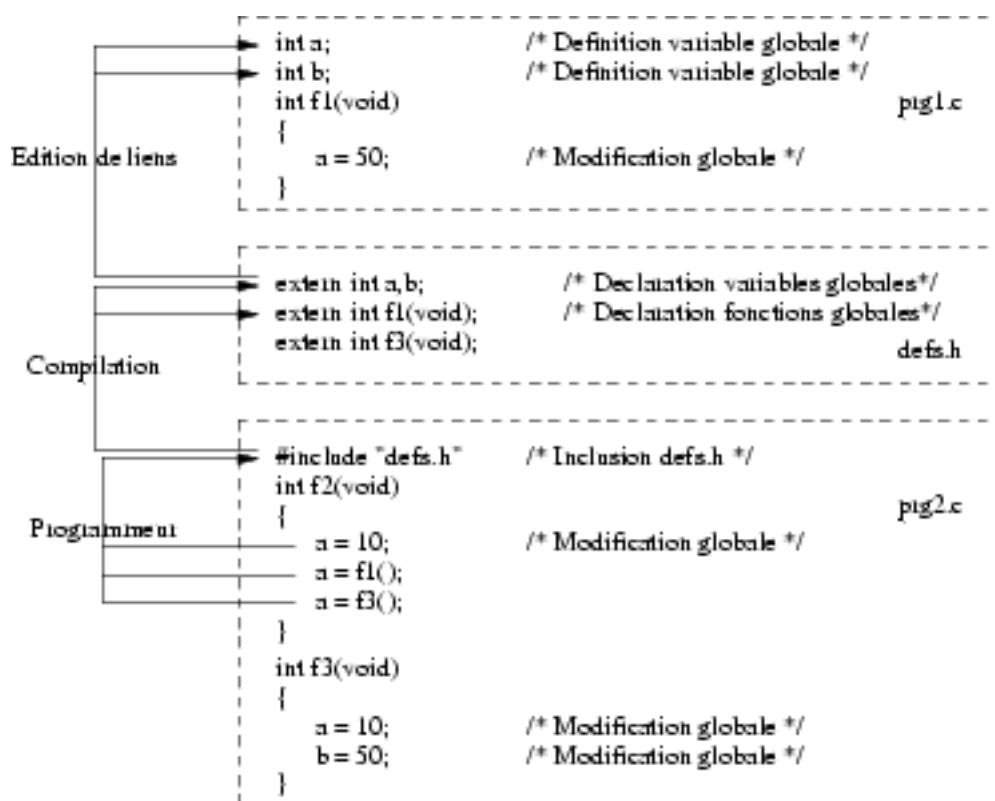 int a; /* Definition variable globale */
int b; /* Definition variable globale */
int f1(void)
prg1.c
{
Edition de liens
a = 50; /* Modification globale */
}
extern int a,b; /* Declaration variables globales*/
extern int f1(void); /* Declaration fonctions globales*/
extern int f3(void);
defs.h
Compilation
#include "defs.h" /* Inclusion defs.h */
int f2(void)
prg2.c
{
Programmeur
a = 10; /* Modification globale */
a = f1();
a = f3();
}
int f3(void)
{
a = 10; /* Modification globale */
b = 50; /* Modification globale */
}